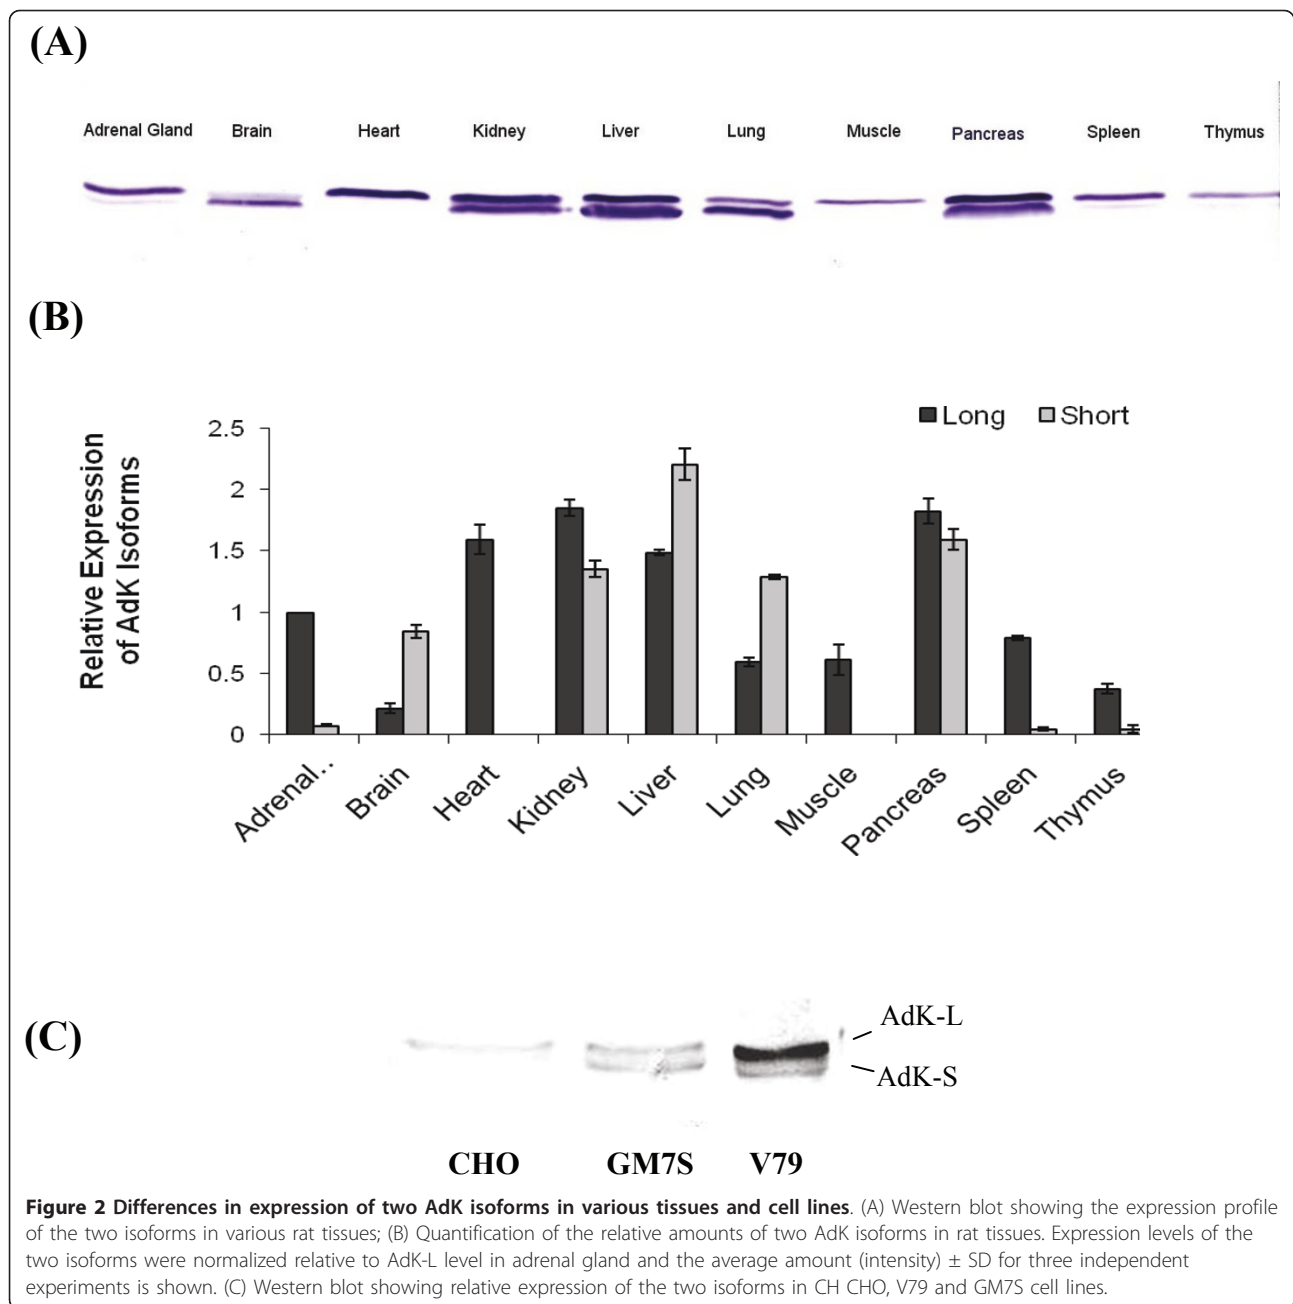 (A)
Adrenal Gland Brain Heart Kidney Liver Lung Muscle Pancreas Spleen Thymus
(B)
Long Short
Relative Expression
of AdK Isoforms
2.5
2
1.5
1
0.5
0
Adrenal.. Brain Heart Kidney Liver Lung Muscle Pancreas Spleen Thymus
(C)
AdK-L
AdK-S
CHO GM7S V79
Figure 2 Differences in expression of two AdK isoforms in various tissues and cell lines. (A) Western blot showing the expression profile
of the two isoforms in various rat tissues; (B) Quantification of the relative amounts of two AdK isoforms in rat tissues. Expression levels of the
two isoforms were normalized relative to AdK-L level in adrenal gland and the average amount (intensity) ± SD for three independent
experiments is shown. (C) Western blot showing relative expression of the two isoforms in CH CHO, V79 and GM7S cell lines.